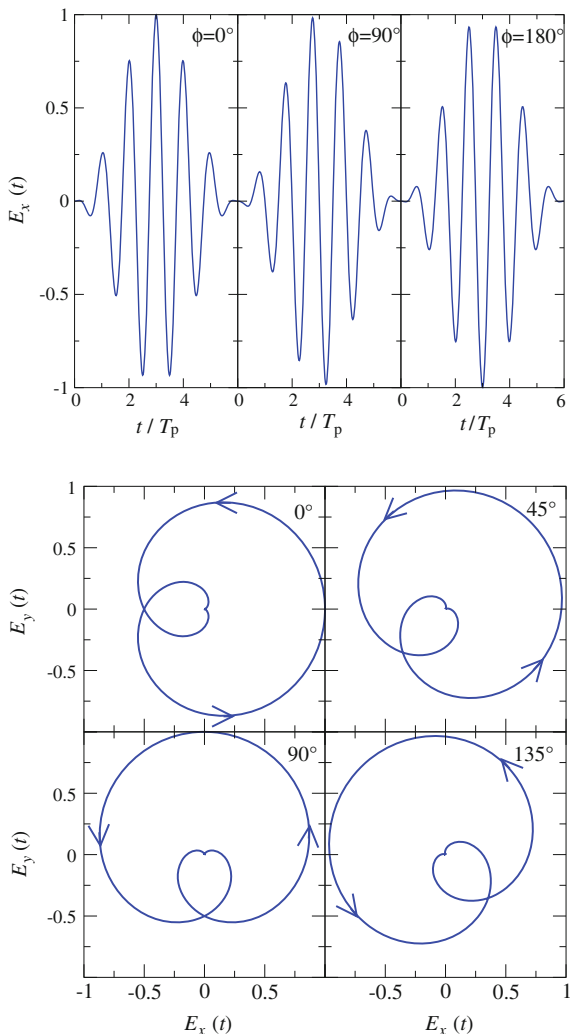 1 ϕ=0° ϕ=90° ϕ=180°
0.5
E_x (t) 0
-0.5
-1
0 2 4 0 2 4 0 2 4 6
t / T_p t / T_p t / T_p
1 0° 45°
0.5
E_y (t) 0
-0.5
90° 135°
0.5
E_y (t) 0
-0.5
-1 -0.5 0 0.5 -1 -0.5 0 0.5 1
E_x (t) E_x (t)